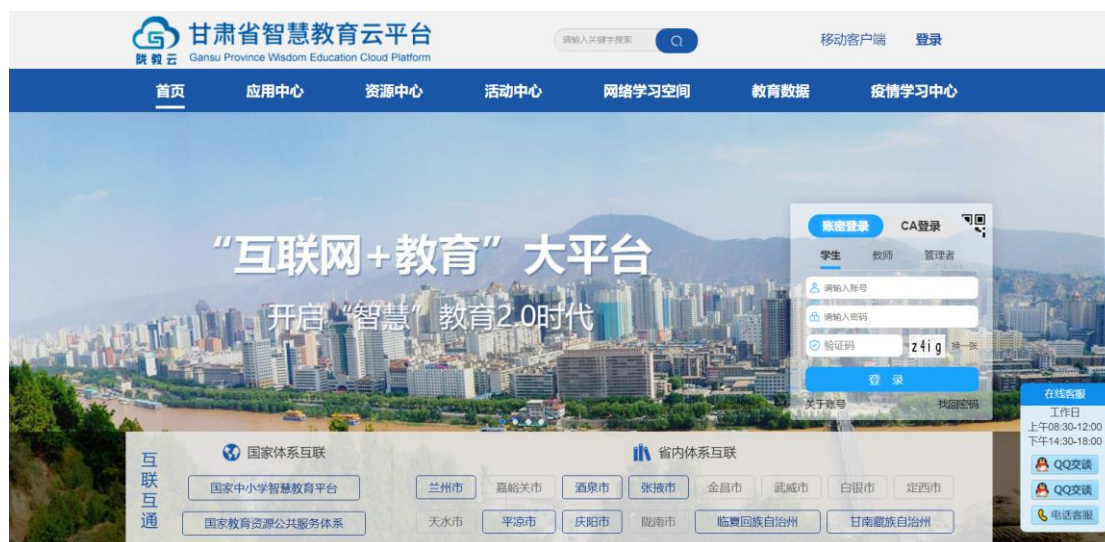 甘肃省智慧教育云平台
陇教云 Gansu Province Wisdom Education Cloud Platform
请输入关键字搜索
移动客户端 登录
首页 应用中心 资源中心 活动中心 网络学习空间 教育数据 疫情学习中心
“互联网+教育”大平台
开启“智慧”教育2.0时代
账密登录 CA登录
学生 教师 管理者
请输入账号
请输入密码
验证码 z4ig 换一张
登 录
关于账号 找回密码
在线客服
工作日
上午08:30-12:00
下午14:30-18:00
QQ交谈
QQ交谈
电话客服
互联互通
国家体系互联 省内体系互联
国家中小学智慧教育平台 兰州市 嘉峪关市 酒泉市 张掖市 金昌市 武威市 白银市 定西市
国家教育资源公共服务体系 天水市 平凉市 庆阳市 陇南市 临夏回族自治州 甘南藏族自治州